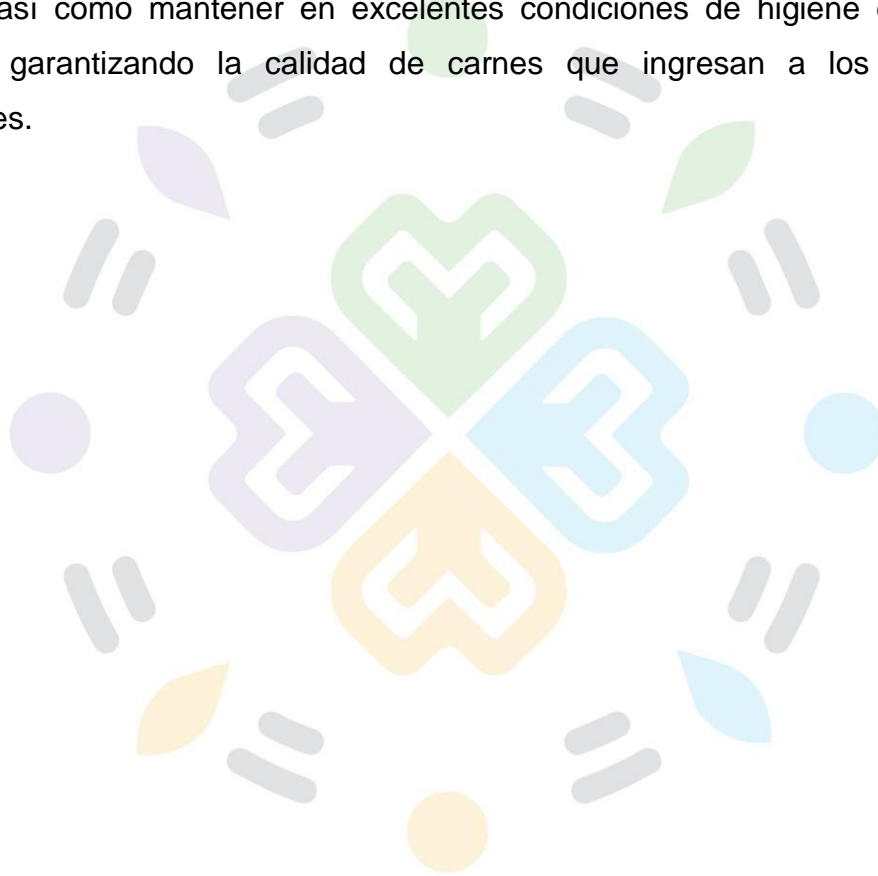 así como mantener en excelentes condiciones de higiene
garantizando la calidad de carnes que ingresan a los
es.